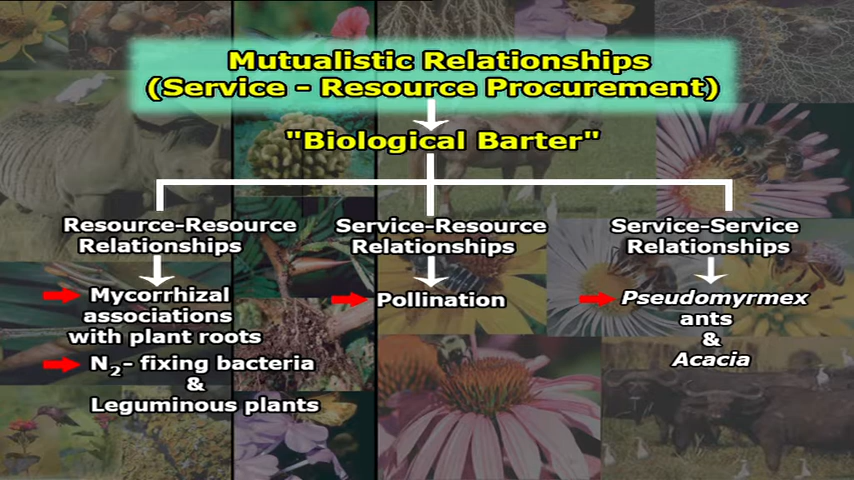 Mutualistic Relationships
(Service - Resource Procurement)
"Biological Barter"
Resource-Resource
Relationships
Mycorrhizal
associations
with plant roots
N₂- fixing bacteria
&
Leguminous plants
Service-Resource
Relationships
Pollination
Service-Service
Relationships
Pseudomyrmex
ants
&
Acacia